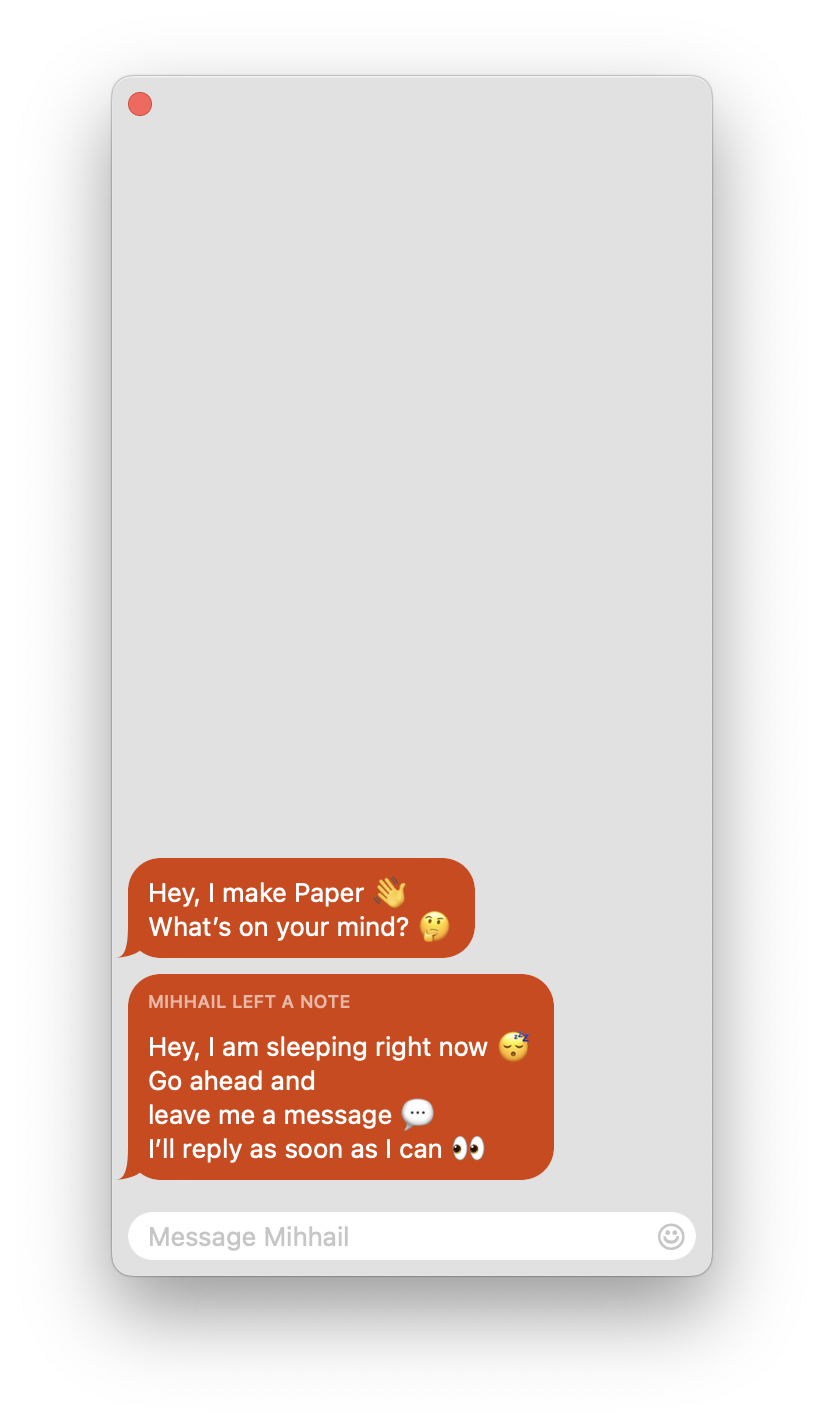 Hey, I make Paper 👋
What’s on your mind? 🤔
MIHHAIL LEFT A NOTE
Hey, I am sleeping right now 😴
Go ahead and
leave me a message 💬
I’ll reply as soon as I can 👀
Message Mihhail